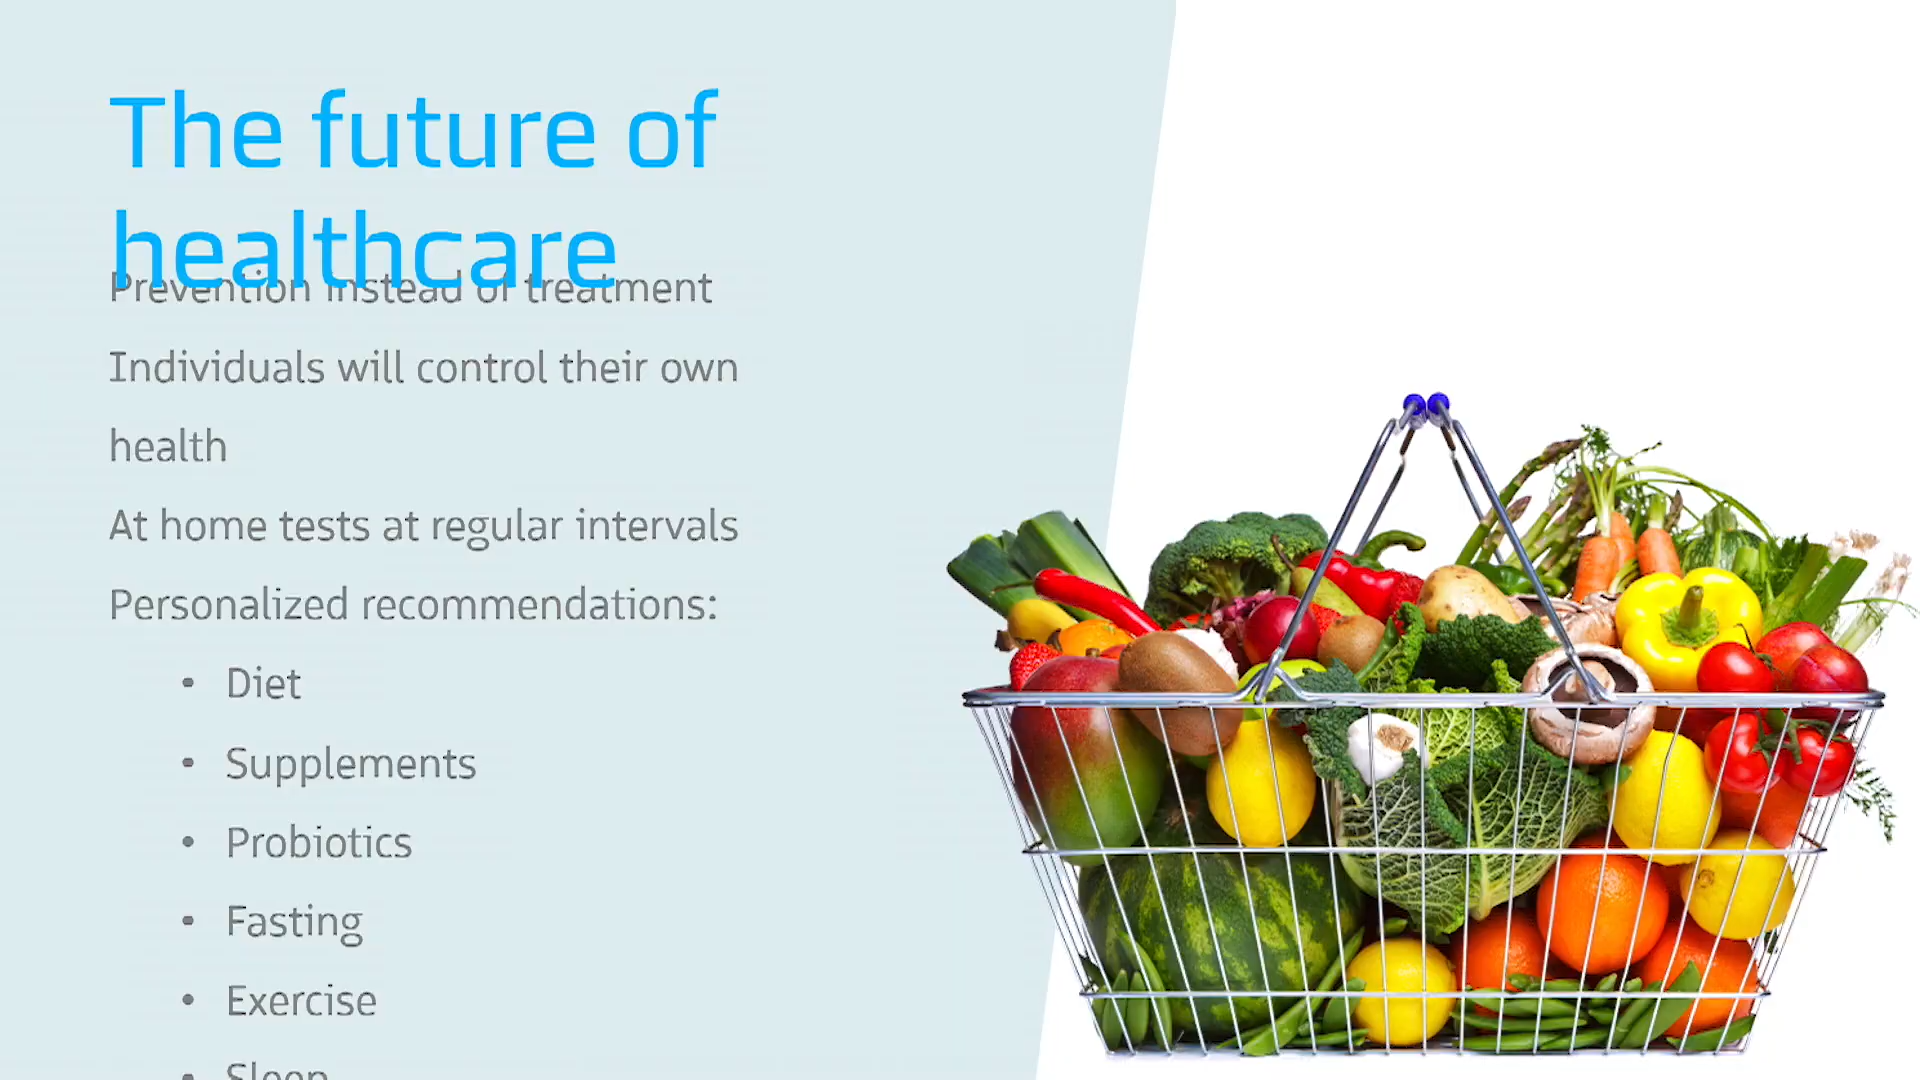 The future of
healthcare
Prevention instead of treatment
Individuals will control their own
health
At home tests at regular intervals
Personalized recommendations:
• Diet
• Supplements
• Probiotics
• Fasting
• Exercise
• Sleep